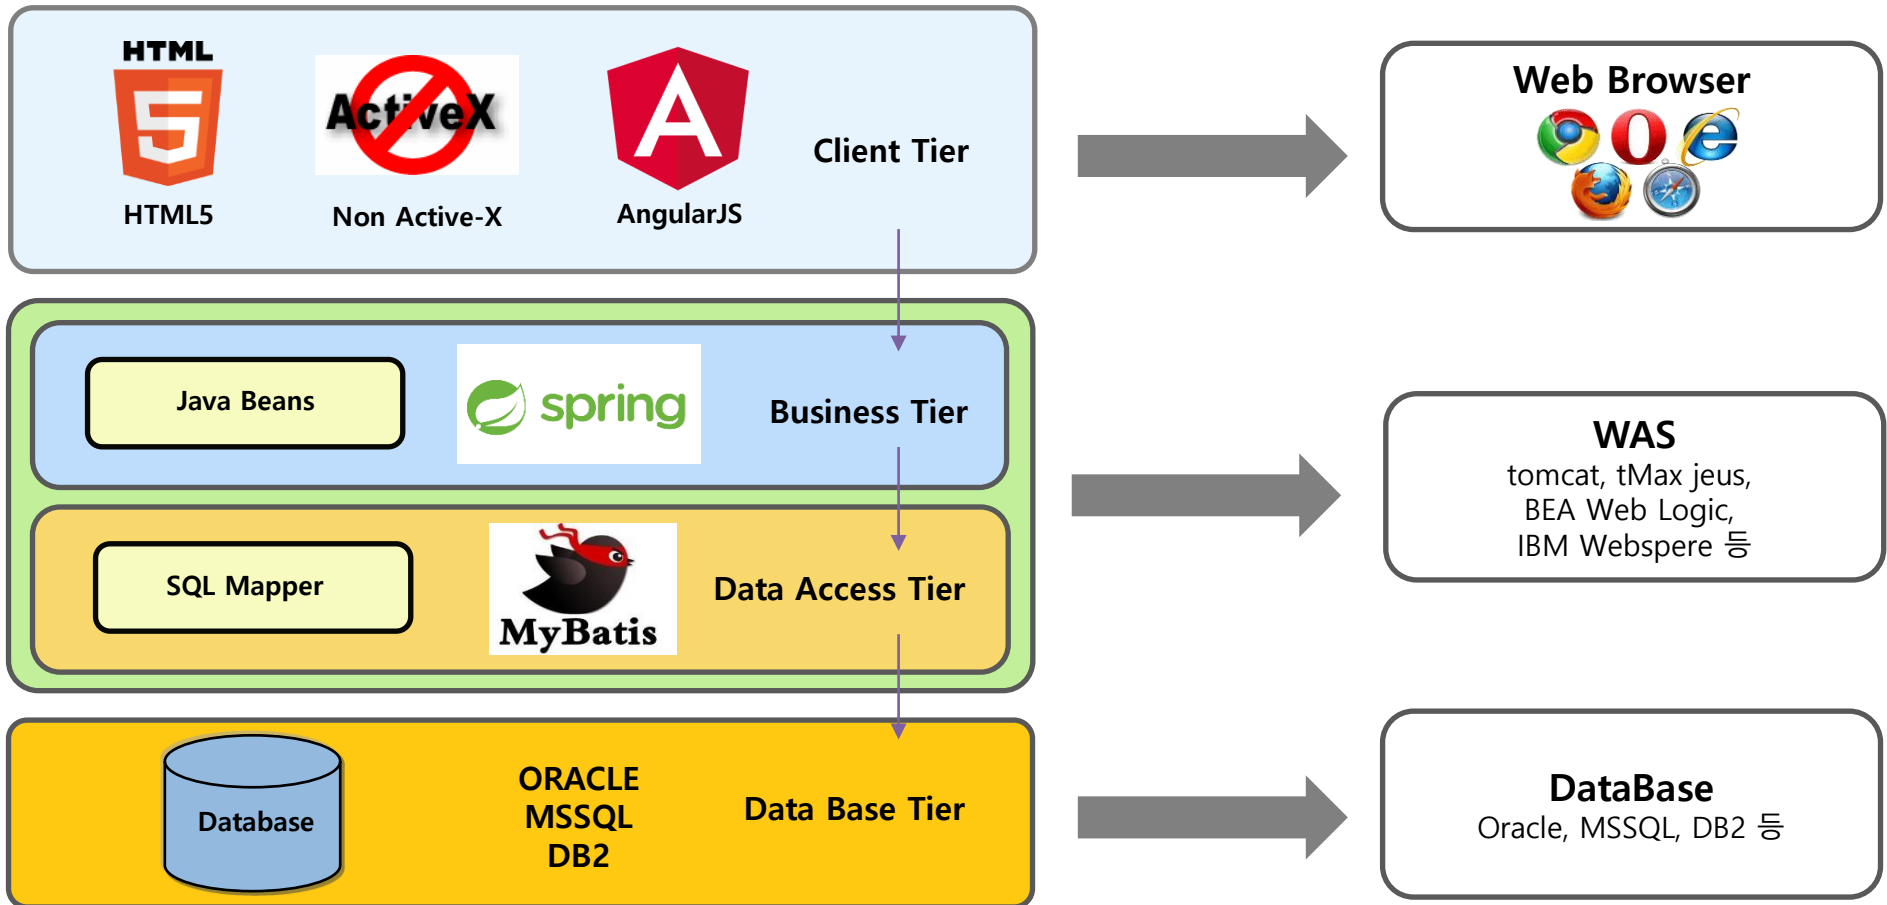 HTML
5
HTML5
ActiveX
Non Active-X
A
AngularJS
Client Tier
Web Browser
Java Beans
spring
Business Tier
WAS
tomcat, tMax jeus,
BEA Web Logic,
IBM Webspere 등
SQL Mapper
MyBatis
Data Access Tier
Database
ORACLE
MSSQL
DB2
Data Base Tier
DataBase
Oracle, MSSQL, DB2 등